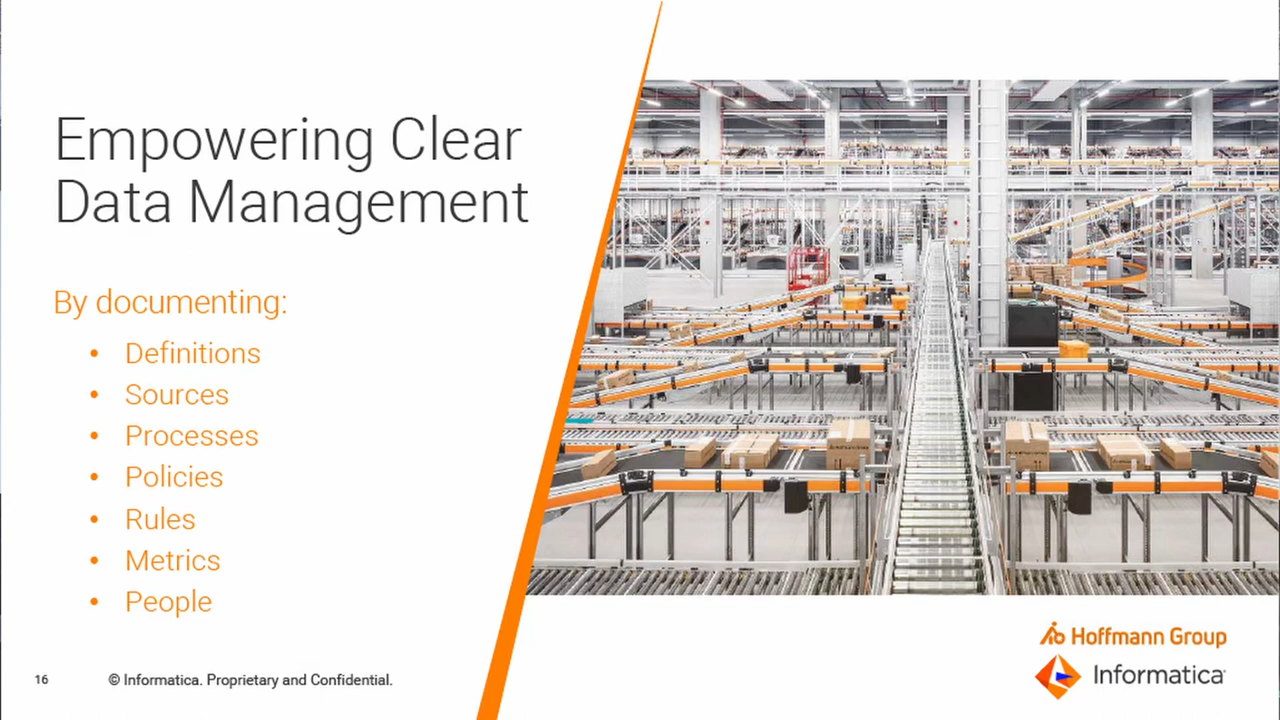 Empowering Clear
Data Management
By documenting:
• Definitions
• Sources
• Processes
• Policies
• Rules
• Metrics
• People
Hoffmann Group
Informatica
16
© Informatica. Proprietary and Confidential.